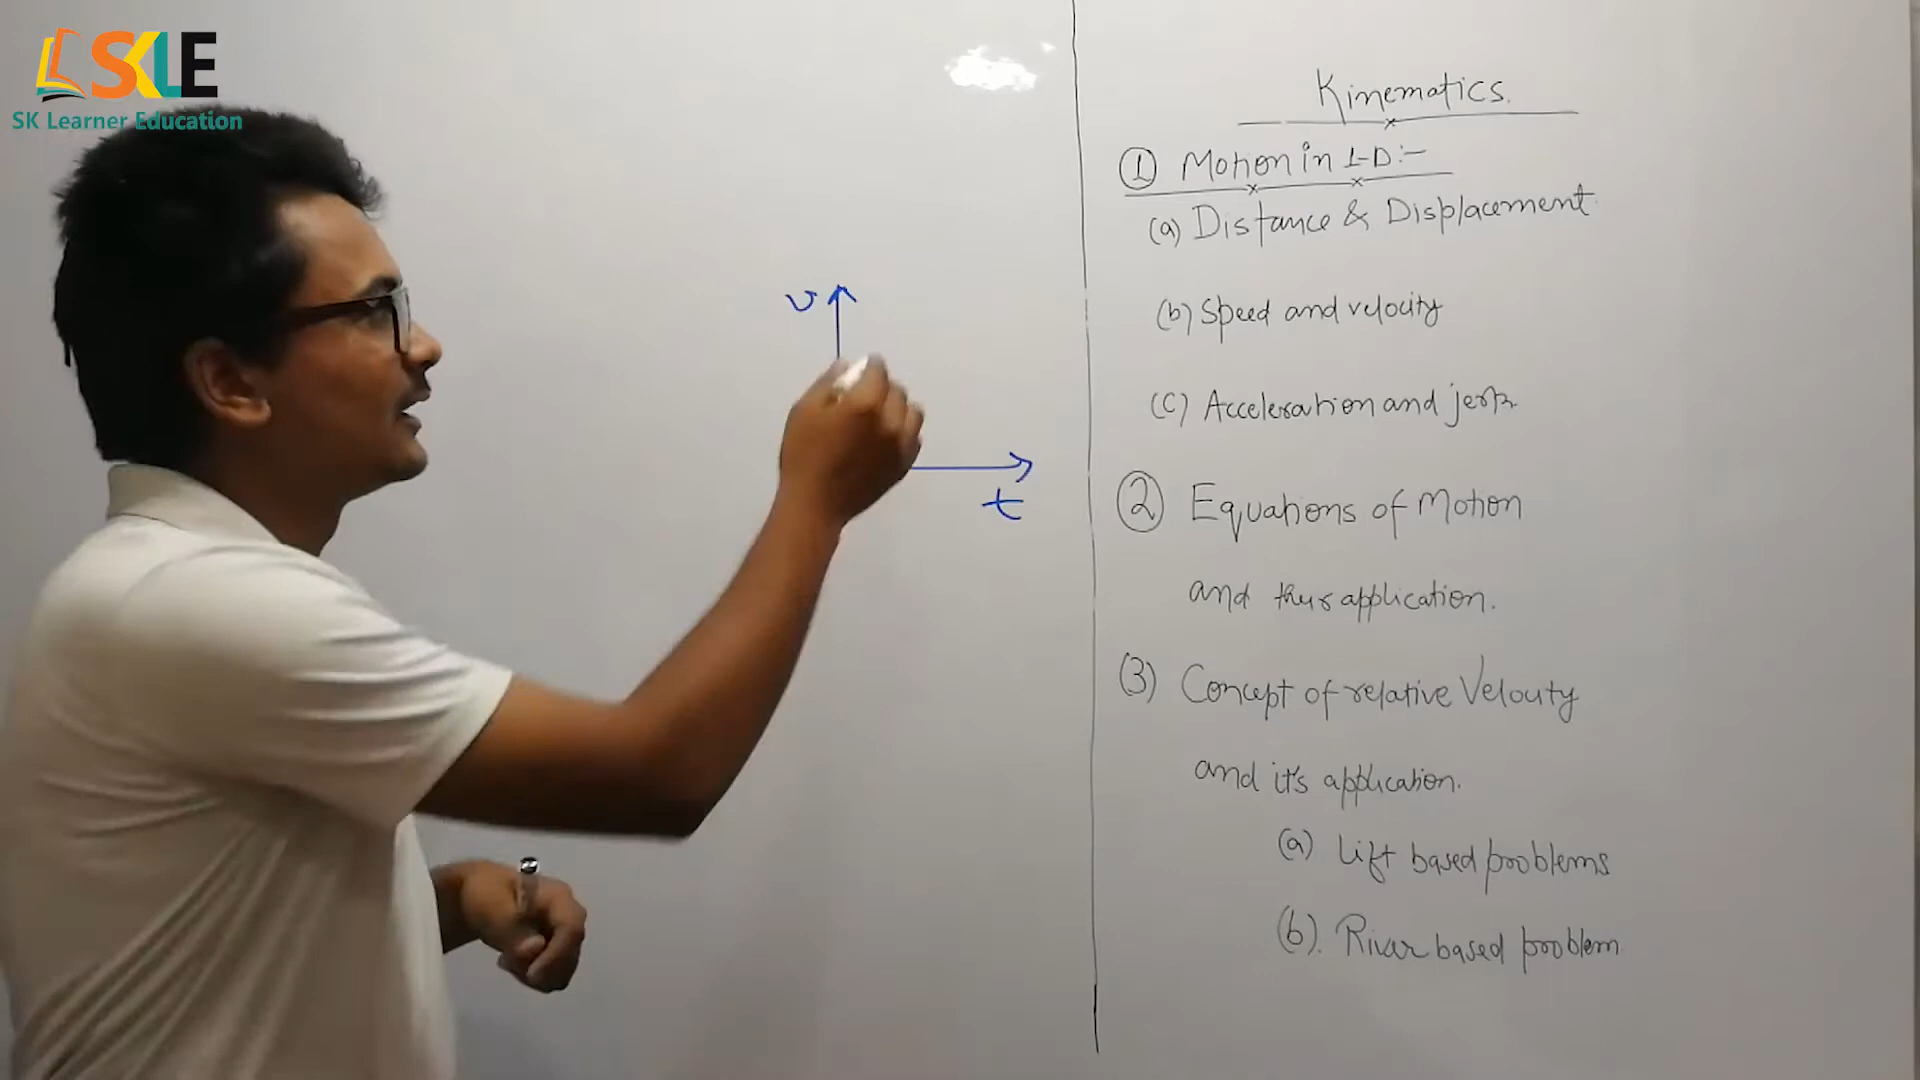 SKLE
SK Learner Education
v
t
Kinematics.
① Motion in 1-D:-
(a) Distance & Displacement.
(b) Speed and velocity
(c) Acceleration and jerk
② Equations of Motion
and their application.
(3) Concept of relative Velocity
and it's application.
(a) Lift based problems
(b). River based problem